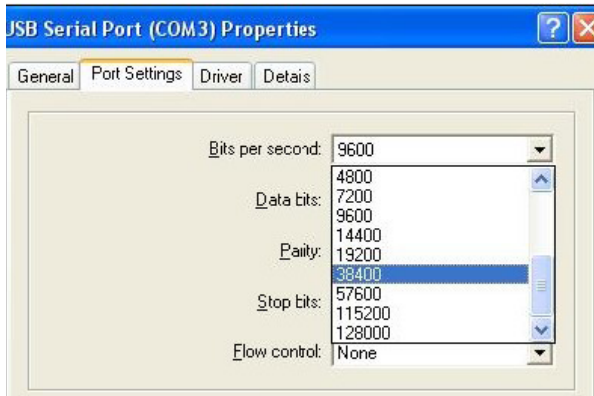 USB Serial Port (COM3) Properties
General Port Settings Driver Detais
Bits per second: 9600
4800
Data bits: 7200
9600
14400
Parity: 19200
38400
Stop bits: 57600
115200
128000
Flow control: None